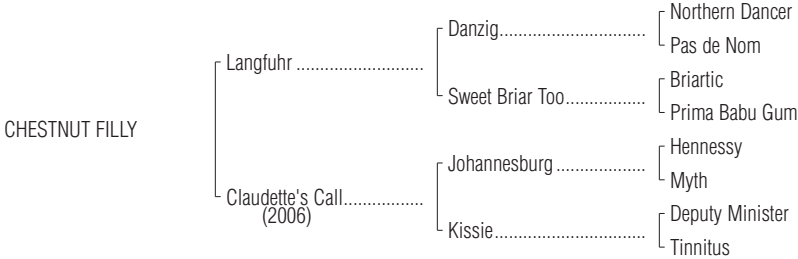 Northern Dancer
Danzig..............................
Pas de Nom
Langfuhr ..........................
Briartic
Sweet Briar Too................
Prima Babu Gum
CHESTNUT FILLY
Hennessy
Johannesburg ..................
Myth
Claudette's Call................
(2006)
Deputy Minister
Kissie...............................
Tinnitus